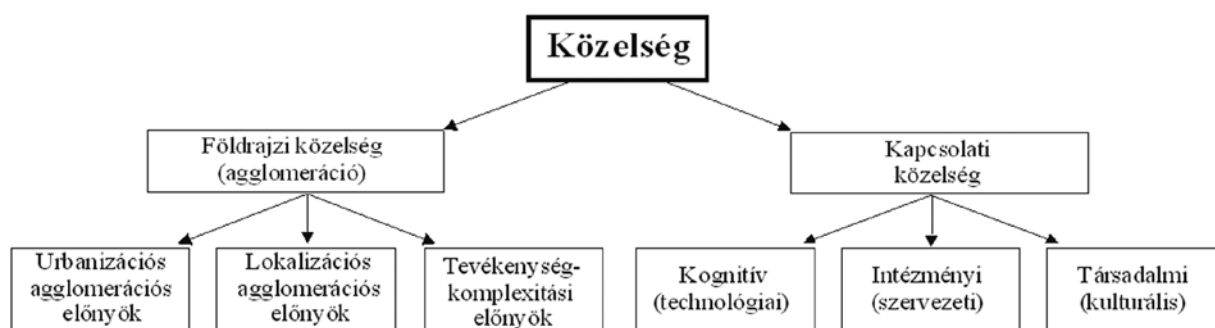 Közelség
Földrajzi közelség
(agglomeráció)
Kapcsolati
közelség
Urbanizációs
agglomerációs
előnyök
Lokalizációs
agglomerációs
előnyök
Tevékenység-
komplexitási
előnyök
Kognitív
(technológiai)
Intézményi
(szervezeti)
Társadalmi
(kulturális)